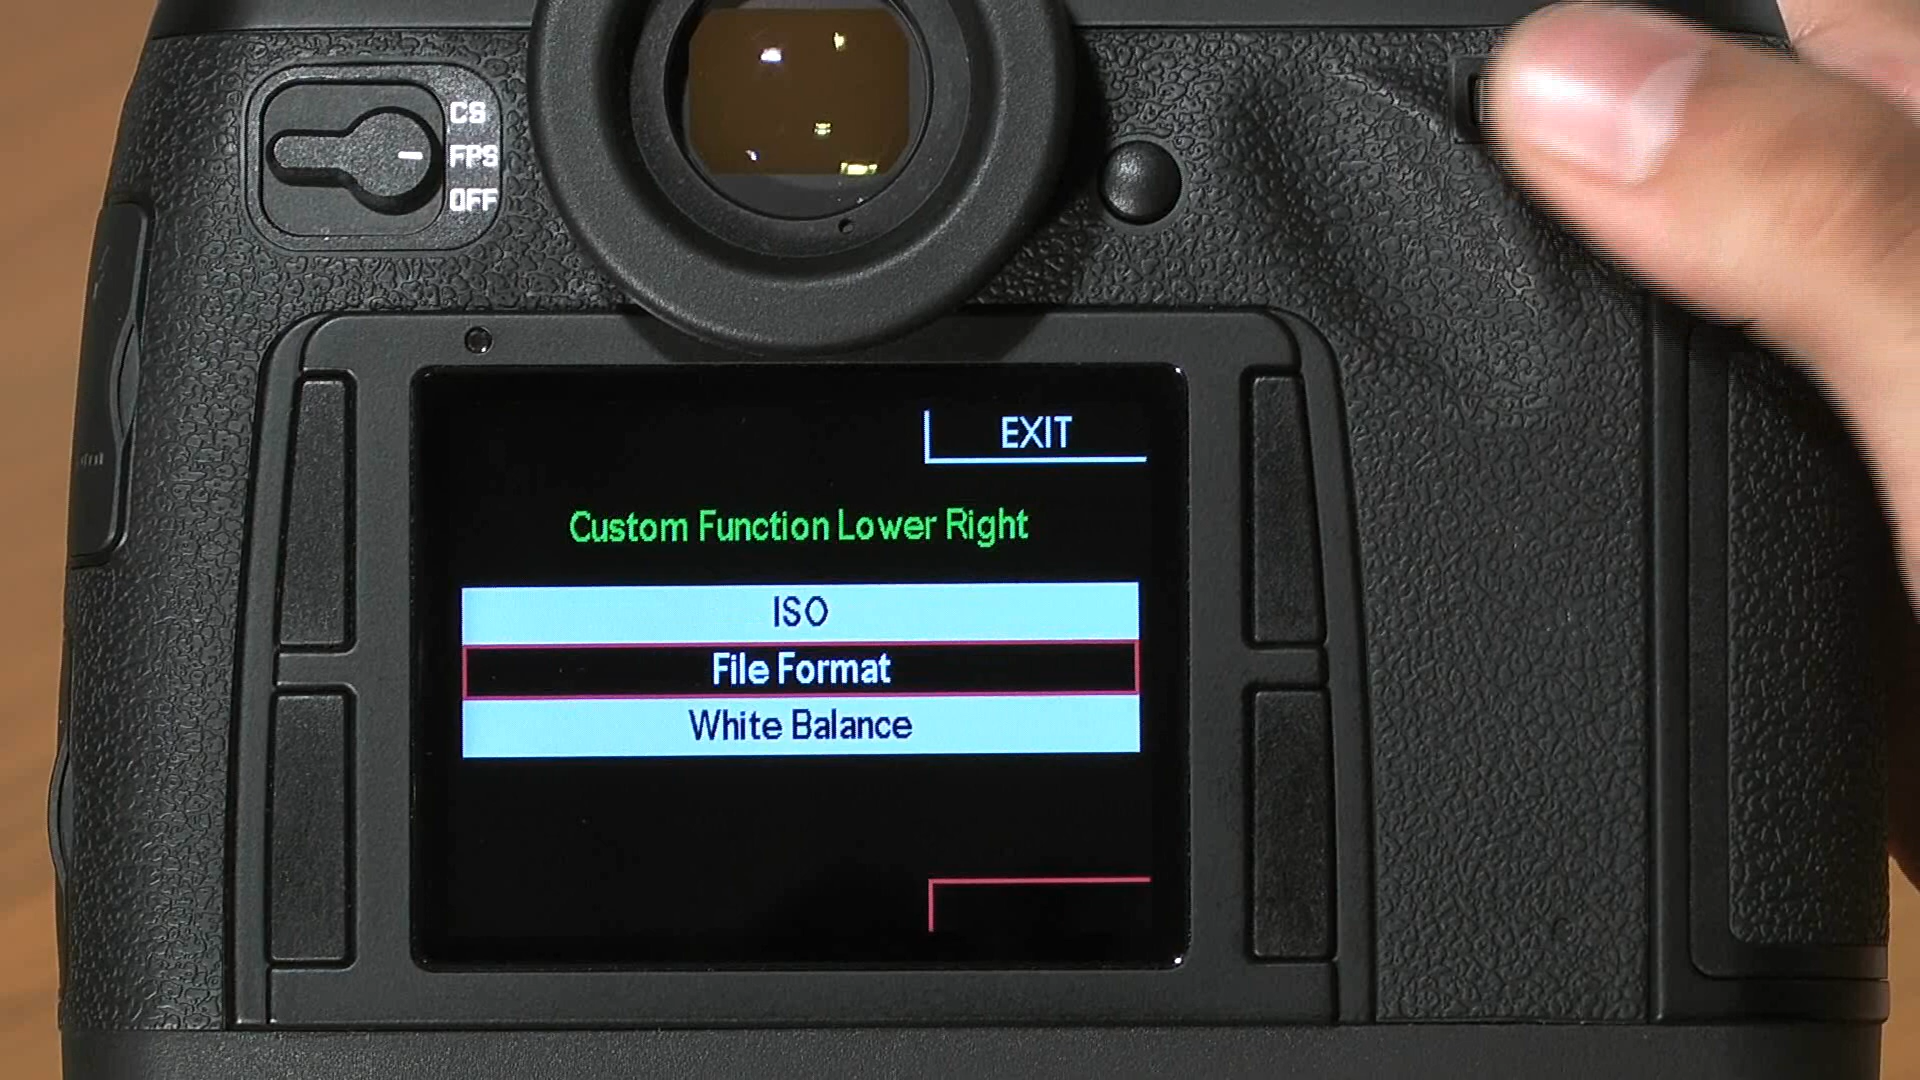 CS
FPS
OFF
EXIT
Custom Function Lower Right
ISO
File Format
White Balance